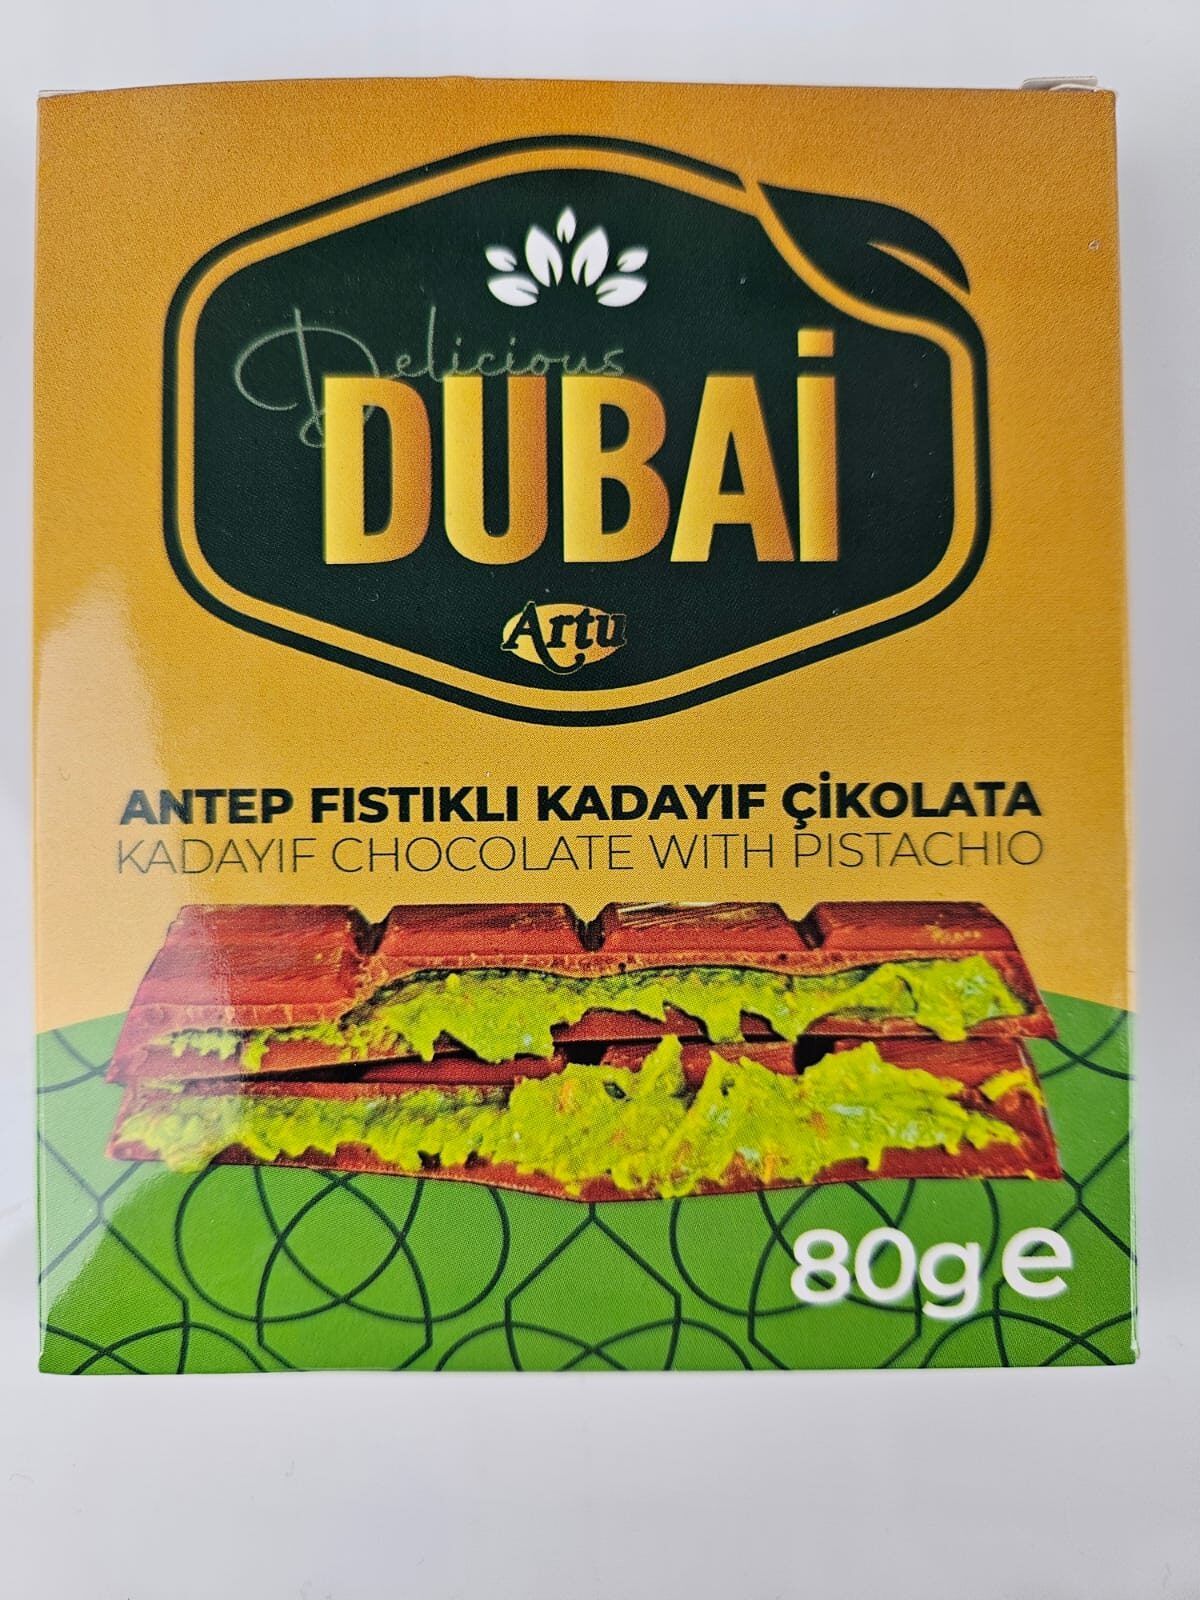 Delicious
DUBAİ
Artu
ANTEP FISTIKLI KADAYIF ÇİKOLATA
KADAYIF CHOCOLATE WITH PISTACHIO
80g e